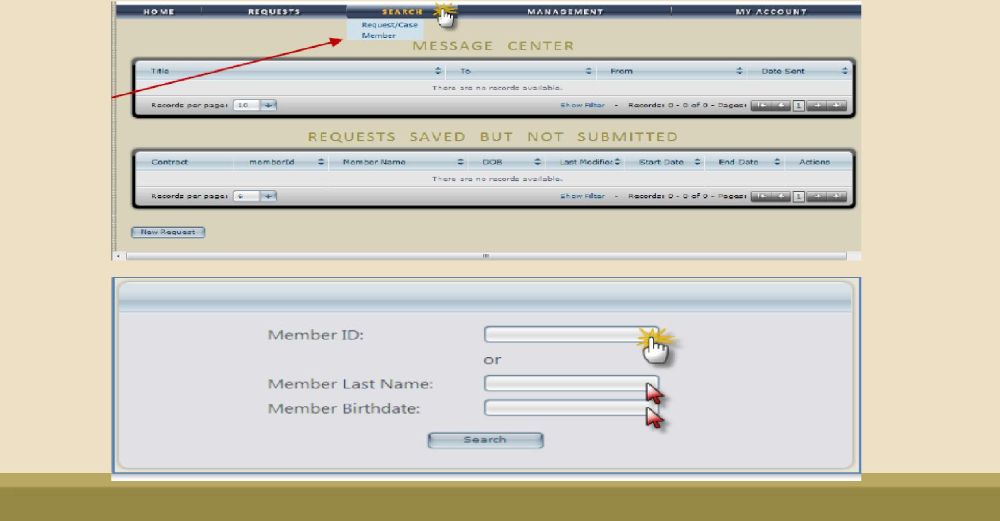 HOME REQUESTS SEARCH MANAGEMENT MY ACCOUNT
Request/Case
Member
MESSAGE CENTER
Title To From Date Sent
There are no records available.
Records per page: 10 Show Filter - Records: 0 - 0 of 0 - Pages: 1
REQUESTS SAVED BUT NOT SUBMITTED
Contract memberId Member Name DOB Last Modified Start Date End Date Actions
There are no records available.
Records per page: 6 Show Filter - Records: 0 - 0 of 0 - Pages: 1
New Request
Member ID:
or
Member Last Name:
Member Birthdate:
Search